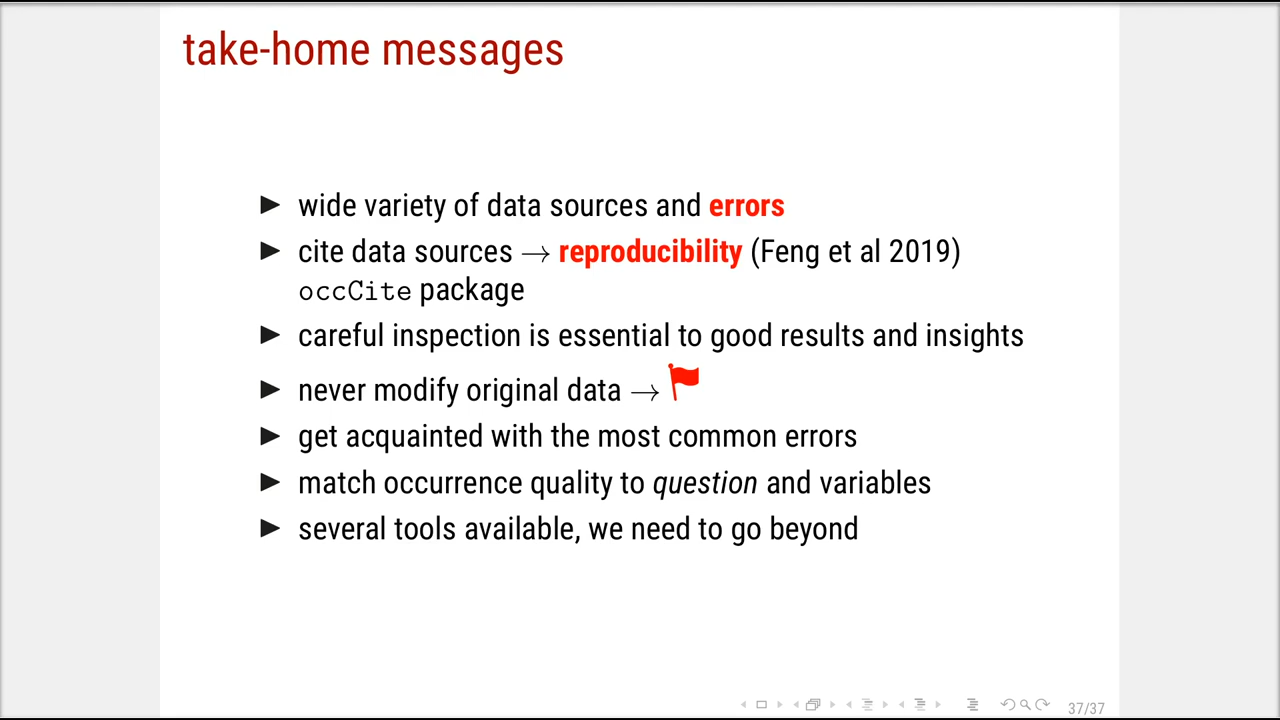 take-home messages
▶ wide variety of data sources and errors
▶ cite data sources → reproducibility (Feng et al 2019)
occCite package
▶ careful inspection is essential to good results and insights
▶ never modify original data →
▶ get acquainted with the most common errors
▶ match occurrence quality to question and variables
▶ several tools available, we need to go beyond
37/37